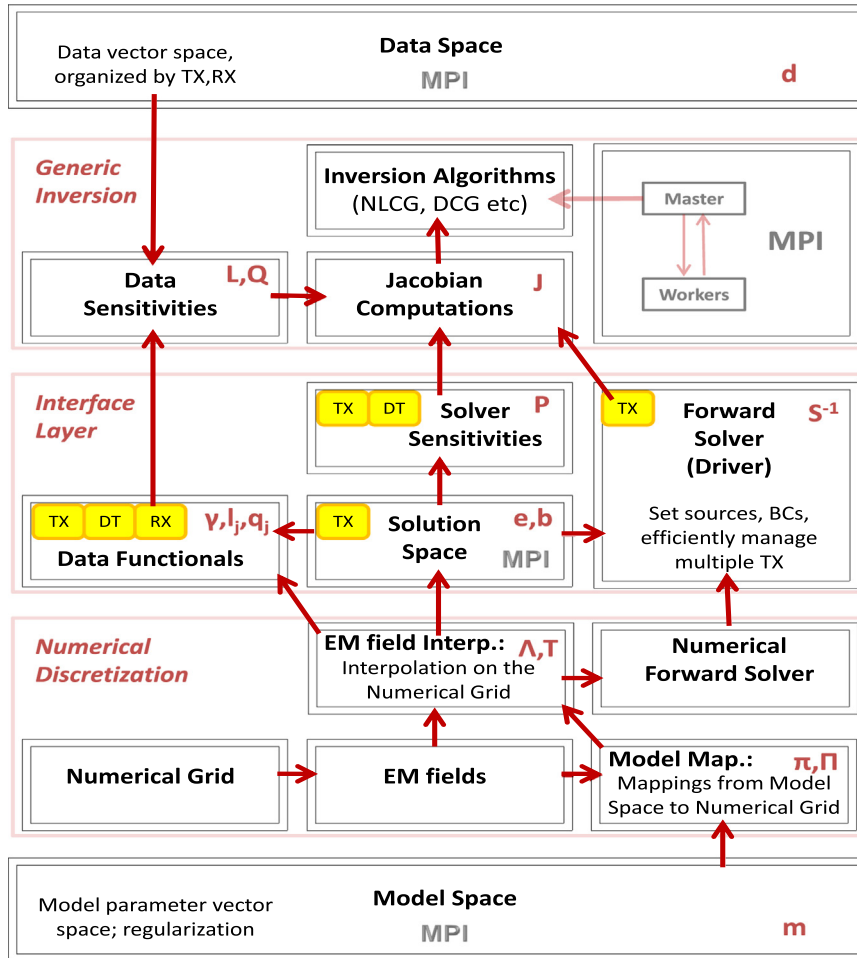 Data vector space,
organized by TX,RX
Data Space
MPI
d
Generic
Inversion
Inversion Algorithms
(NLCG, DCG etc)
Master
MPI
Workers
Data
Sensitivities
L,Q
Jacobian
Computations
J
Interface
Layer
TX DT
Solver
Sensitivities
P
TX
Forward
Solver
(Driver)
S-1
Set sources, BCs,
efficiently manage
multiple TX
TX DT RX
γ,lj,qj
Data Functionals
TX
Solution
Space
e,b
MPI
Numerical
Discretization
EM field Interp.:
Interpolation on the
Numerical Grid
Λ,T
Numerical
Forward Solver
Numerical Grid
EM fields
Model Map.:
Mappings from Model
Space to Numerical Grid
π,Π
Model parameter vector
space; regularization
Model Space
MPI
m